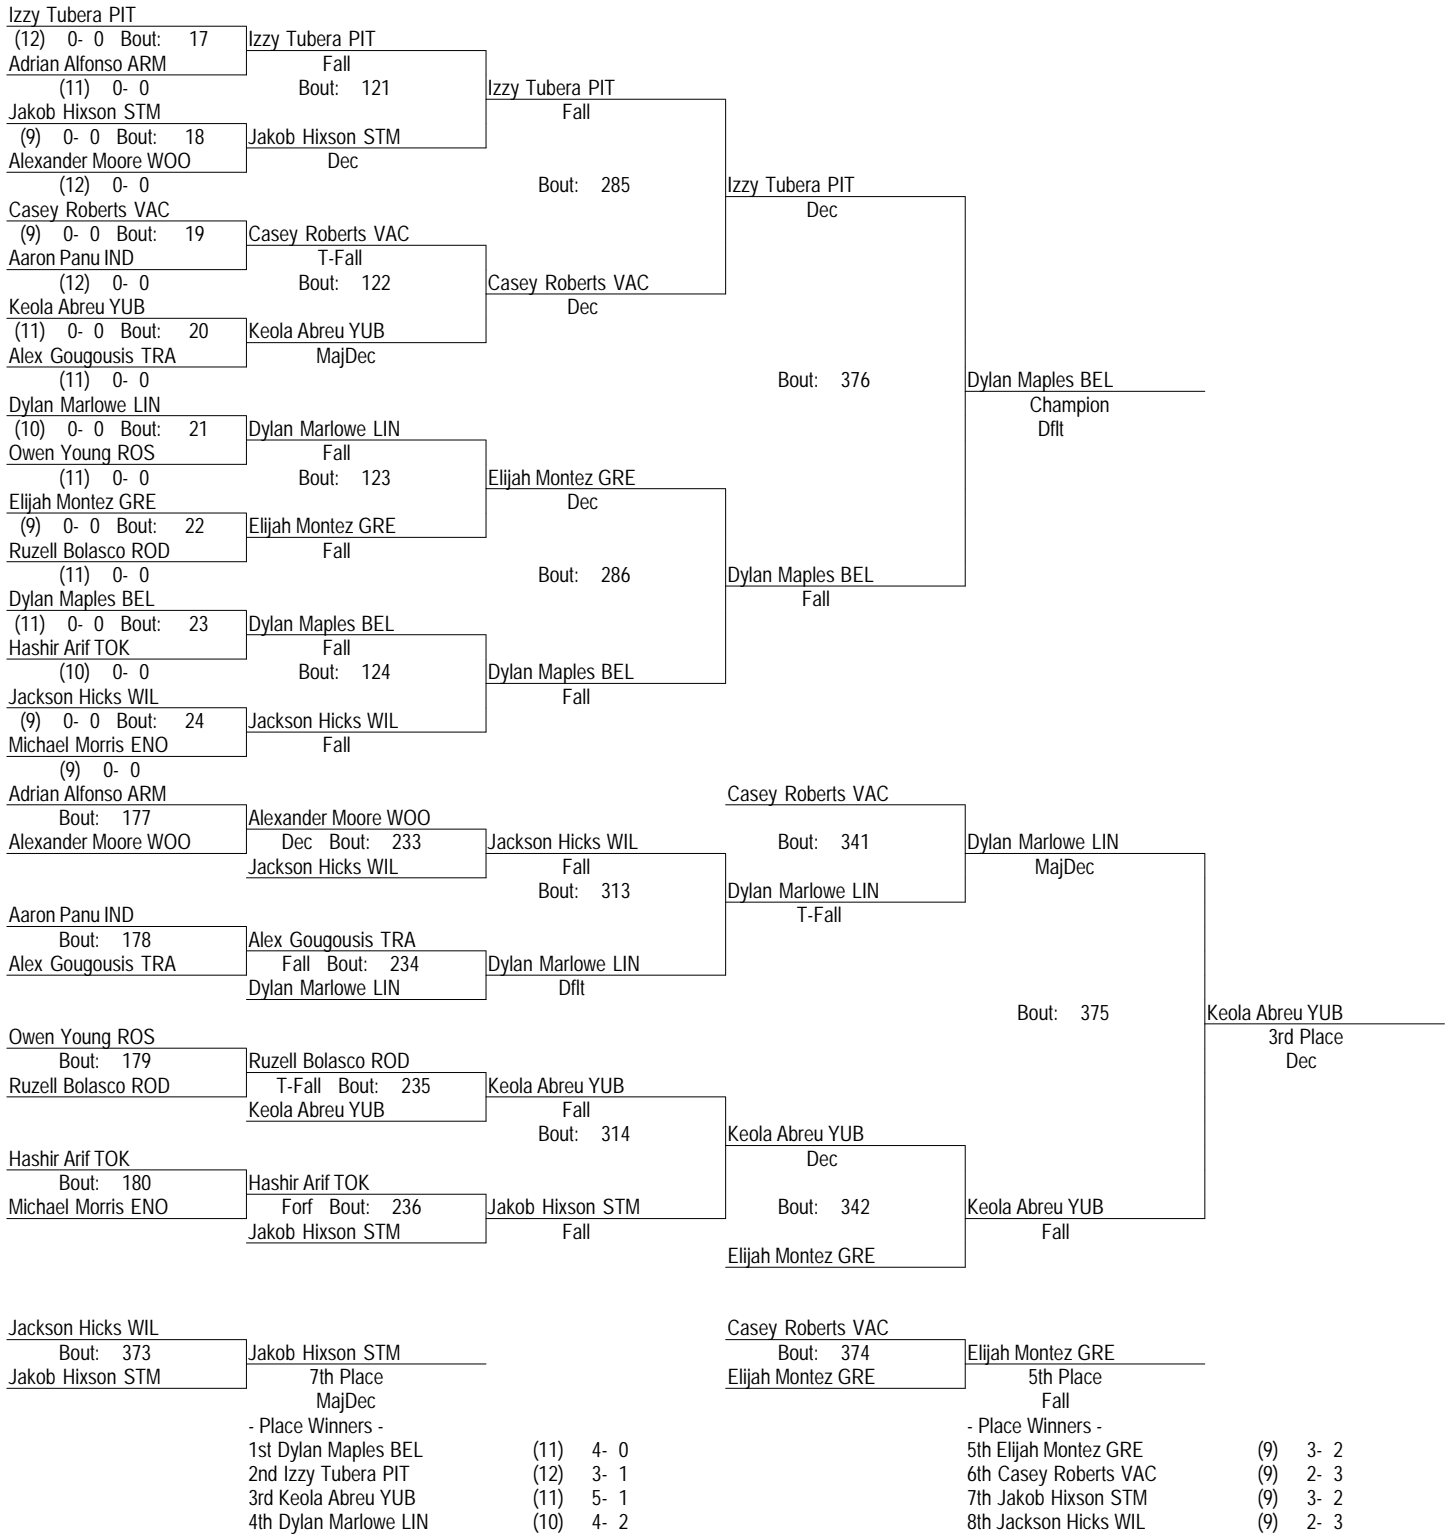 Izzy Tubera PIT
(12) 0- 0 Bout: 17 Izzy Tubera PIT
Adrian Alfonso ARM Fall
(11) 0- 0 Bout: 121 Izzy Tubera PIT
Jakob Hixson STM Fall
(9) 0- 0 Bout: 18 Jakob Hixson STM
Alexander Moore WOO Dec
(12) 0- 0 Bout: 285 Izzy Tubera PIT
Casey Roberts VAC Dec
(9) 0- 0 Bout: 19 Casey Roberts VAC
Aaron Panu IND T-Fall
(12) 0- 0 Bout: 122 Casey Roberts VAC
Keola Abreu YUB Dec
(11) 0- 0 Bout: 20 Keola Abreu YUB
Alex Gougousis TRA MajDec
(11) 0- 0 Bout: 376 Dylan Maples BEL
Dylan Marlowe LIN Champion
(10) 0- 0 Bout: 21 Dylan Marlowe LIN Dflt
Owen Young ROS Fall
(11) 0- 0 Bout: 123 Elijah Montez GRE
Elijah Montez GRE Dec
(9) 0- 0 Bout: 22 Elijah Montez GRE
Ruzell Bolasco ROD Fall
(11) 0- 0 Bout: 286 Dylan Maples BEL
Dylan Maples BEL Fall
(11) 0- 0 Bout: 23 Dylan Maples BEL
Hashir Arif TOK Fall
(10) 0- 0 Bout: 124 Dylan Maples BEL
Jackson Hicks WIL Fall
(9) 0- 0 Bout: 24 Jackson Hicks WIL
Michael Morris ENO Fall
(9) 0- 0
Adrian Alfonso ARM Casey Roberts VAC
Bout: 177 Alexander Moore WOO
Alexander Moore WOO Dec Bout: 233 Jackson Hicks WIL Bout: 341 Dylan Marlowe LIN
Jackson Hicks WIL Fall MajDec
Bout: 313 Dylan Marlowe LIN
Aaron Panu IND T-Fall
Bout: 178 Alex Gougousis TRA
Alex Gougousis TRA Fall Bout: 234 Dylan Marlowe LIN
Dylan Marlowe LIN Dflt
Bout: 375 Keola Abreu YUB
Owen Young ROS 3rd Place
Bout: 179 Ruzell Bolasco ROD Dec
Ruzell Bolasco ROD T-Fall Bout: 235 Keola Abreu YUB
Keola Abreu YUB Fall
Bout: 314 Keola Abreu YUB
Hashir Arif TOK Dec
Bout: 180 Hashir Arif TOK
Michael Morris ENO Forf Bout: 236 Jakob Hixson STM Bout: 342 Keola Abreu YUB
Jakob Hixson STM Fall Fall
Elijah Montez GRE
Jackson Hicks WIL Casey Roberts VAC
Bout: 373 Jakob Hixson STM Bout: 374 Elijah Montez GRE
Jakob Hixson STM 7th Place Elijah Montez GRE 5th Place
MajDec Fall
- Place Winners - - Place Winners -
1st Dylan Maples BEL (11) 4- 0 5th Elijah Montez GRE (9) 3- 2
2nd Izzy Tubera PIT (12) 3- 1 6th Casey Roberts VAC (9) 2- 3
3rd Keola Abreu YUB (11) 5- 1 7th Jakob Hixson STM (9) 3- 2
4th Dylan Marlowe LIN (10) 4- 2 8th Jackson Hicks WIL (9) 2- 3